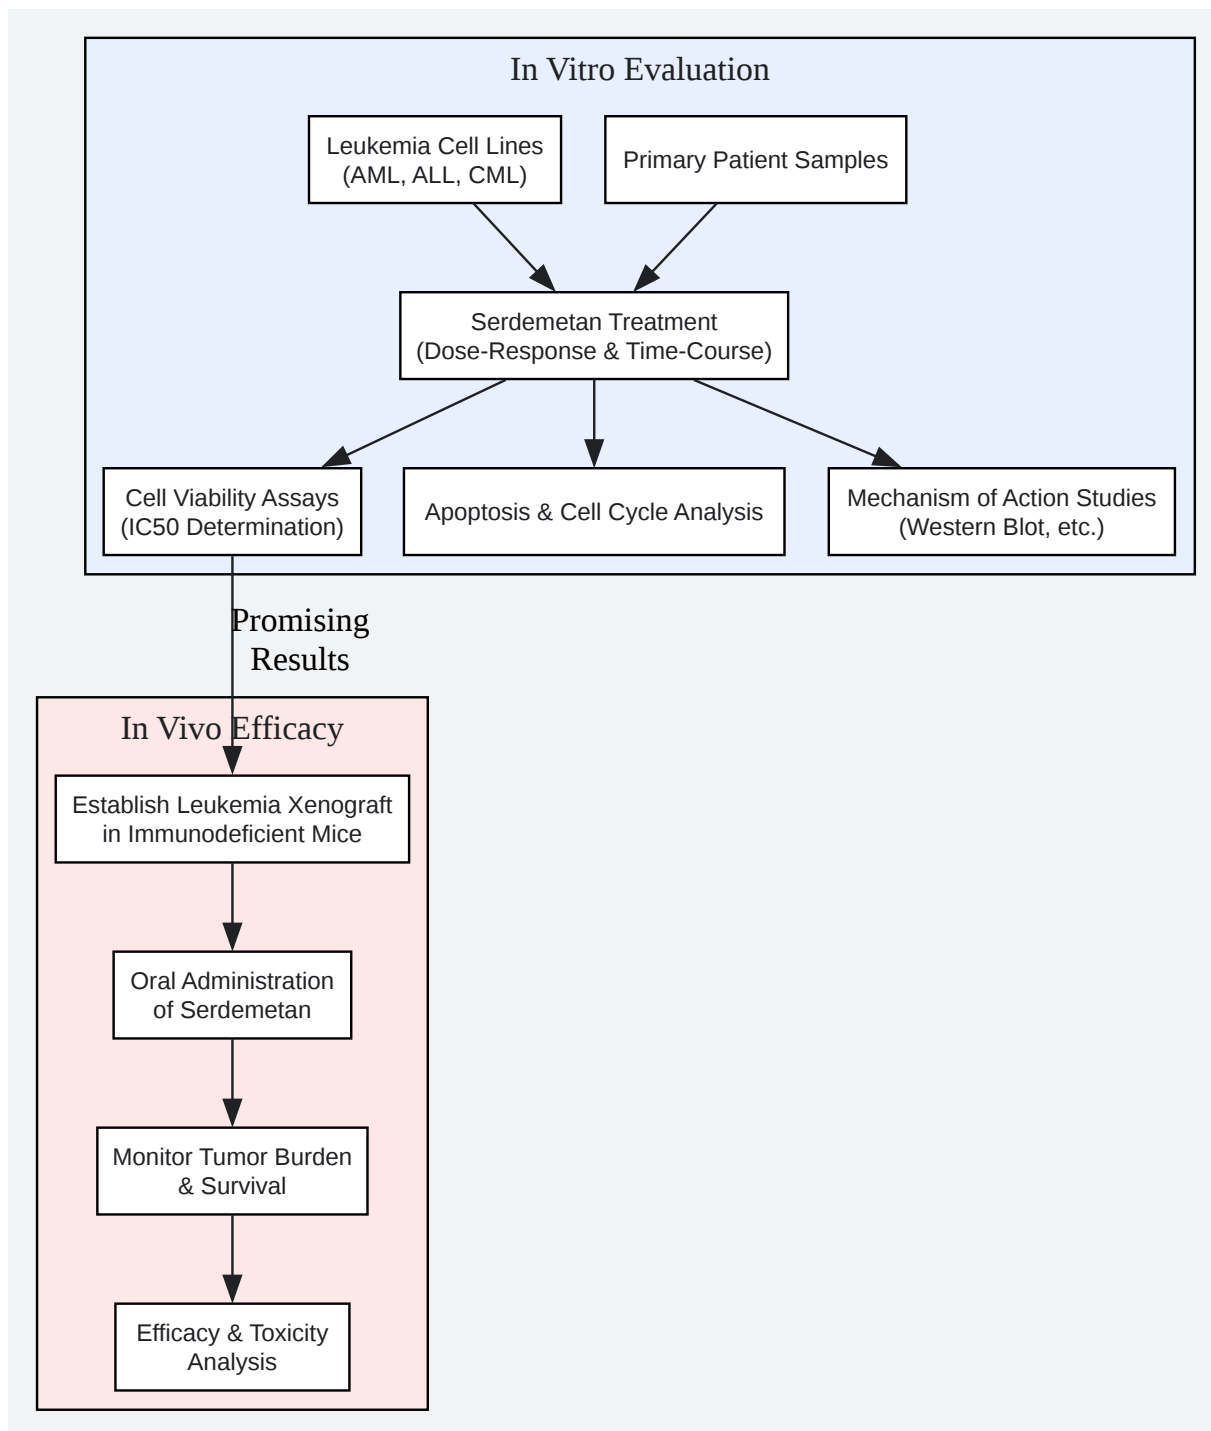 In Vitro Evaluation
Leukemia Cell Lines
(AML, ALL, CML)
Primary Patient Samples
Serdemetan Treatment
(Dose-Response & Time-Course)
Cell Viability Assays
(IC50 Determination)
Apoptosis & Cell Cycle Analysis
Mechanism of Action Studies
(Western Blot, etc.)
Promising
Results
In Vivo Efficacy
Establish Leukemia Xenograft
in Immunodeficient Mice
Oral Administration
of Serdemetan
Monitor Tumor Burden
& Survival
Efficacy & Toxicity
Analysis